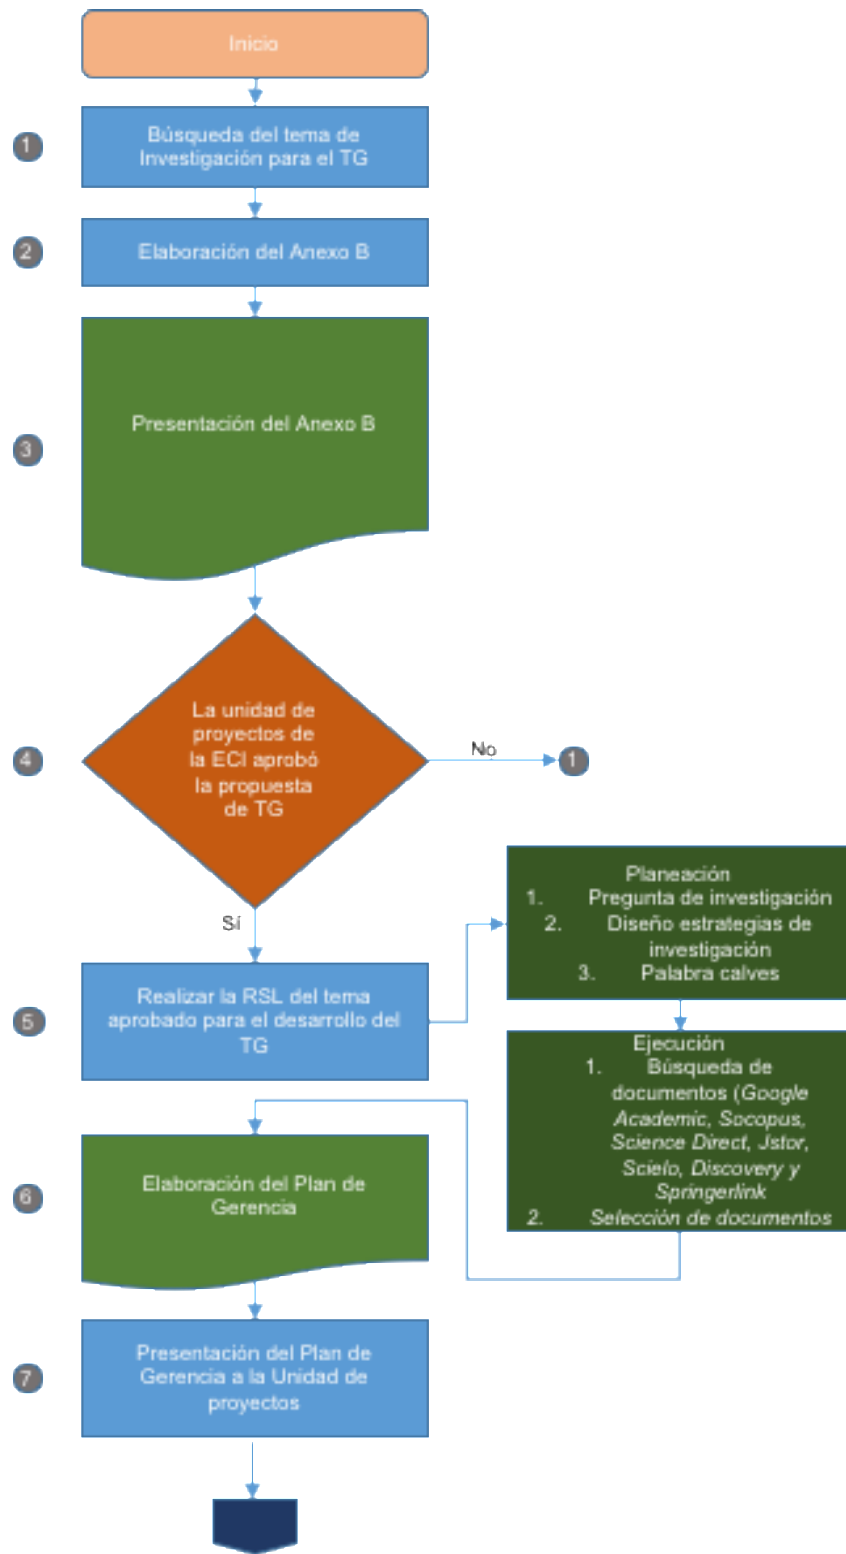 Inicio
1
Búsqueda del tema de
Investigación para el TG
2
Elaboración del Anexo B
Presentación del Anexo B
3
La unidad de
proyectos de
la ECI aprobó
la propuesta
de TG
4
No
1
Sí
Planeación
1. Pregunta de investigación
2. Diseño estrategias de
investigación
3. Palabra calves
5
Realizar la RSL del tema
aprobado para el desarrollo del
TG
Ejecución
1. Búsqueda de
documentos (Google
Academic, Socopus,
Science Direct, Jstor,
Scielo, Discovery y
Springerlink
2. Selección de documentos
6
Elaboración del Plan de
Gerencia
7
Presentación del Plan de
Gerencia a la Unidad de
proyectos